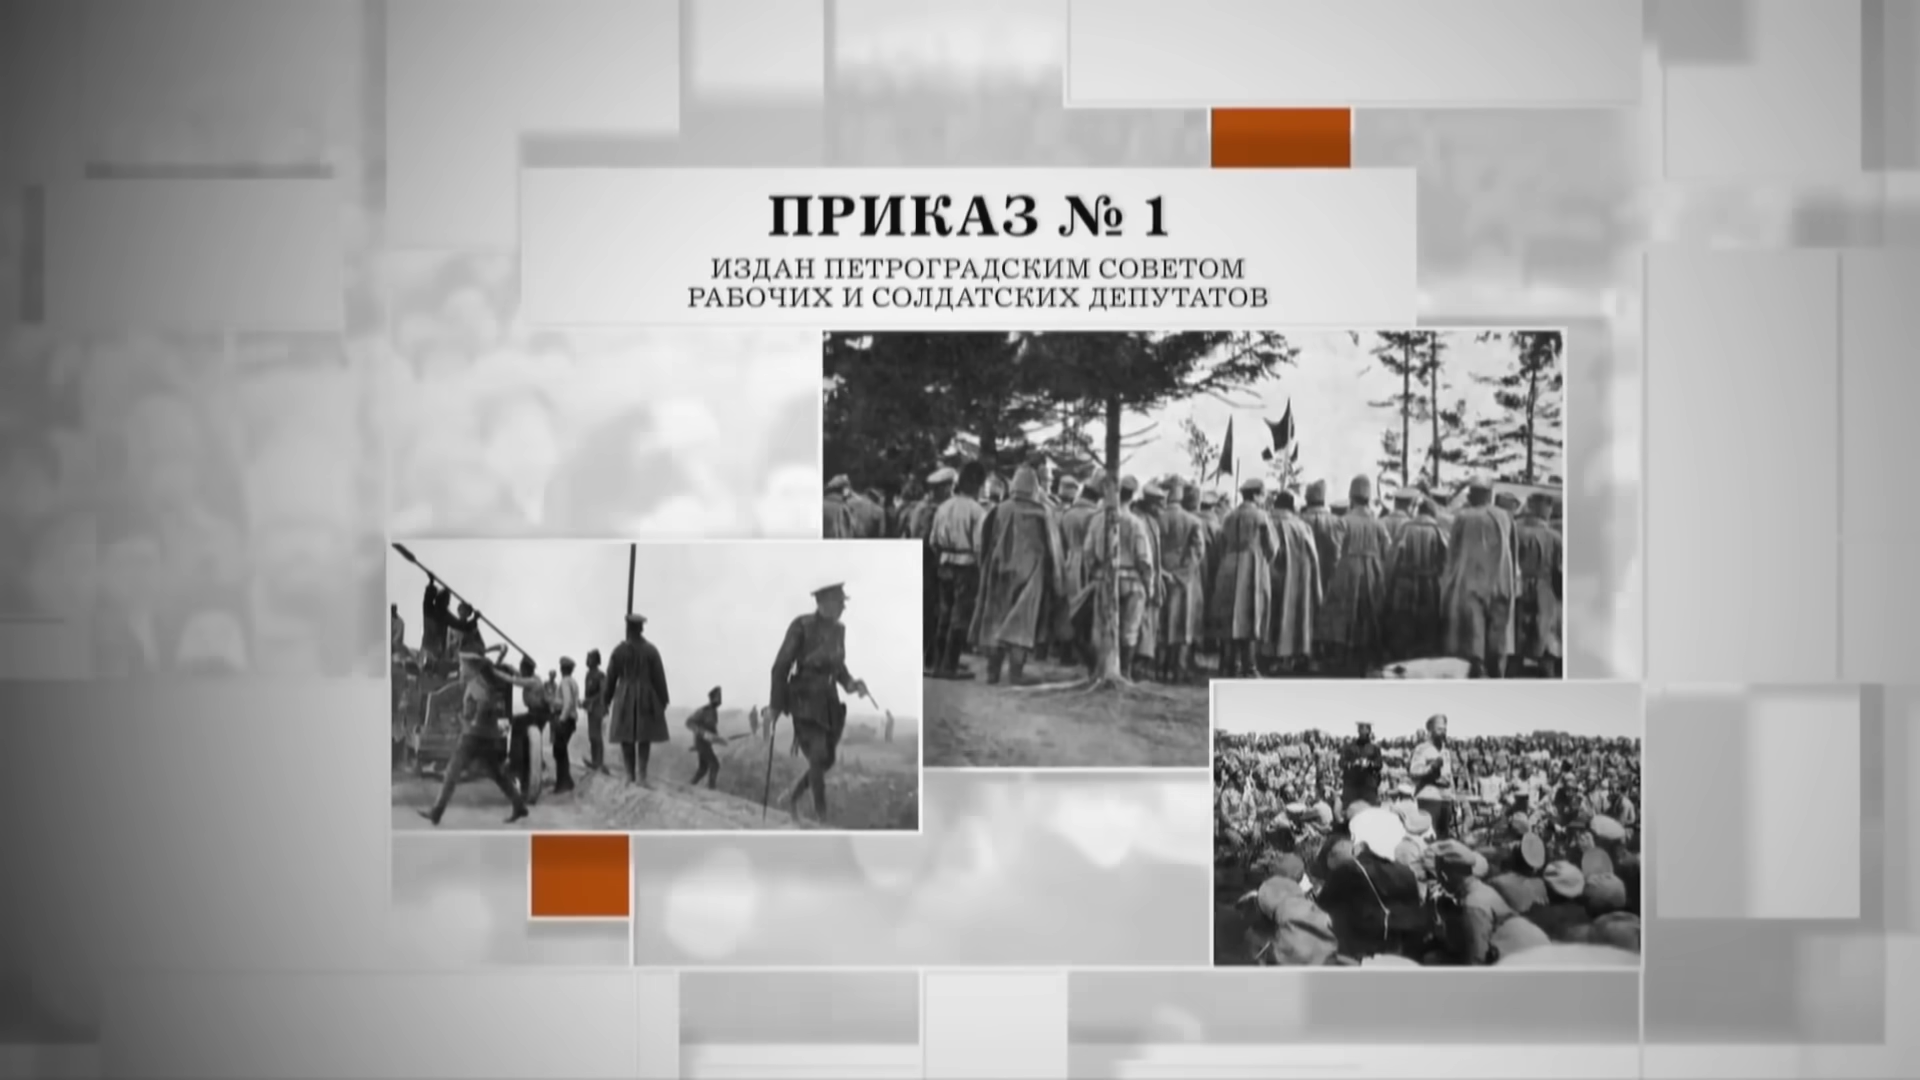 ПРИКАЗ № 1
ИЗДАН ПЕТРОГРАДСКИМ СОВЕТОМ
РАБОЧИХ И СОЛДАТСКИХ ДЕПУТАТОВ